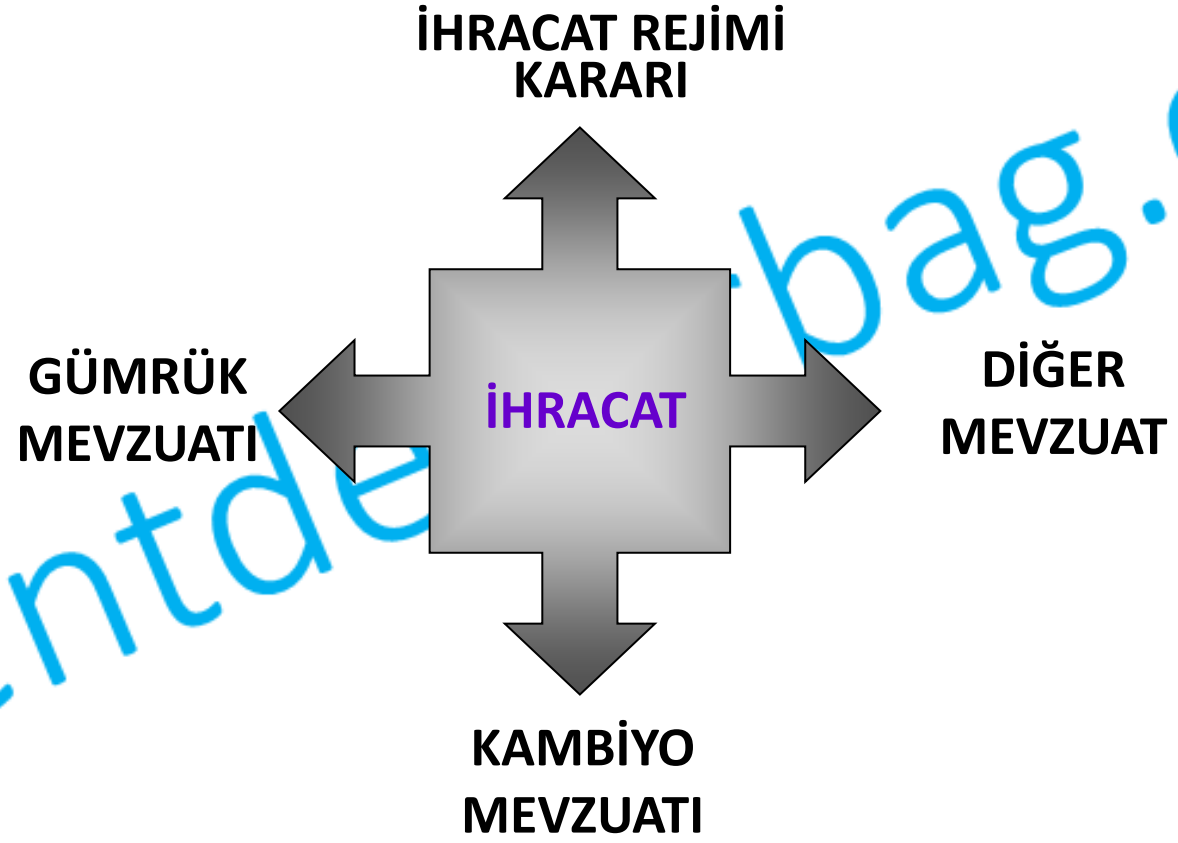 İHRACAT REJİMİ
KARARI
GÜMRÜK
MEVZUATI
İHRACAT
DİĞER
MEVZUAT
KAMBİYO
MEVZUATI